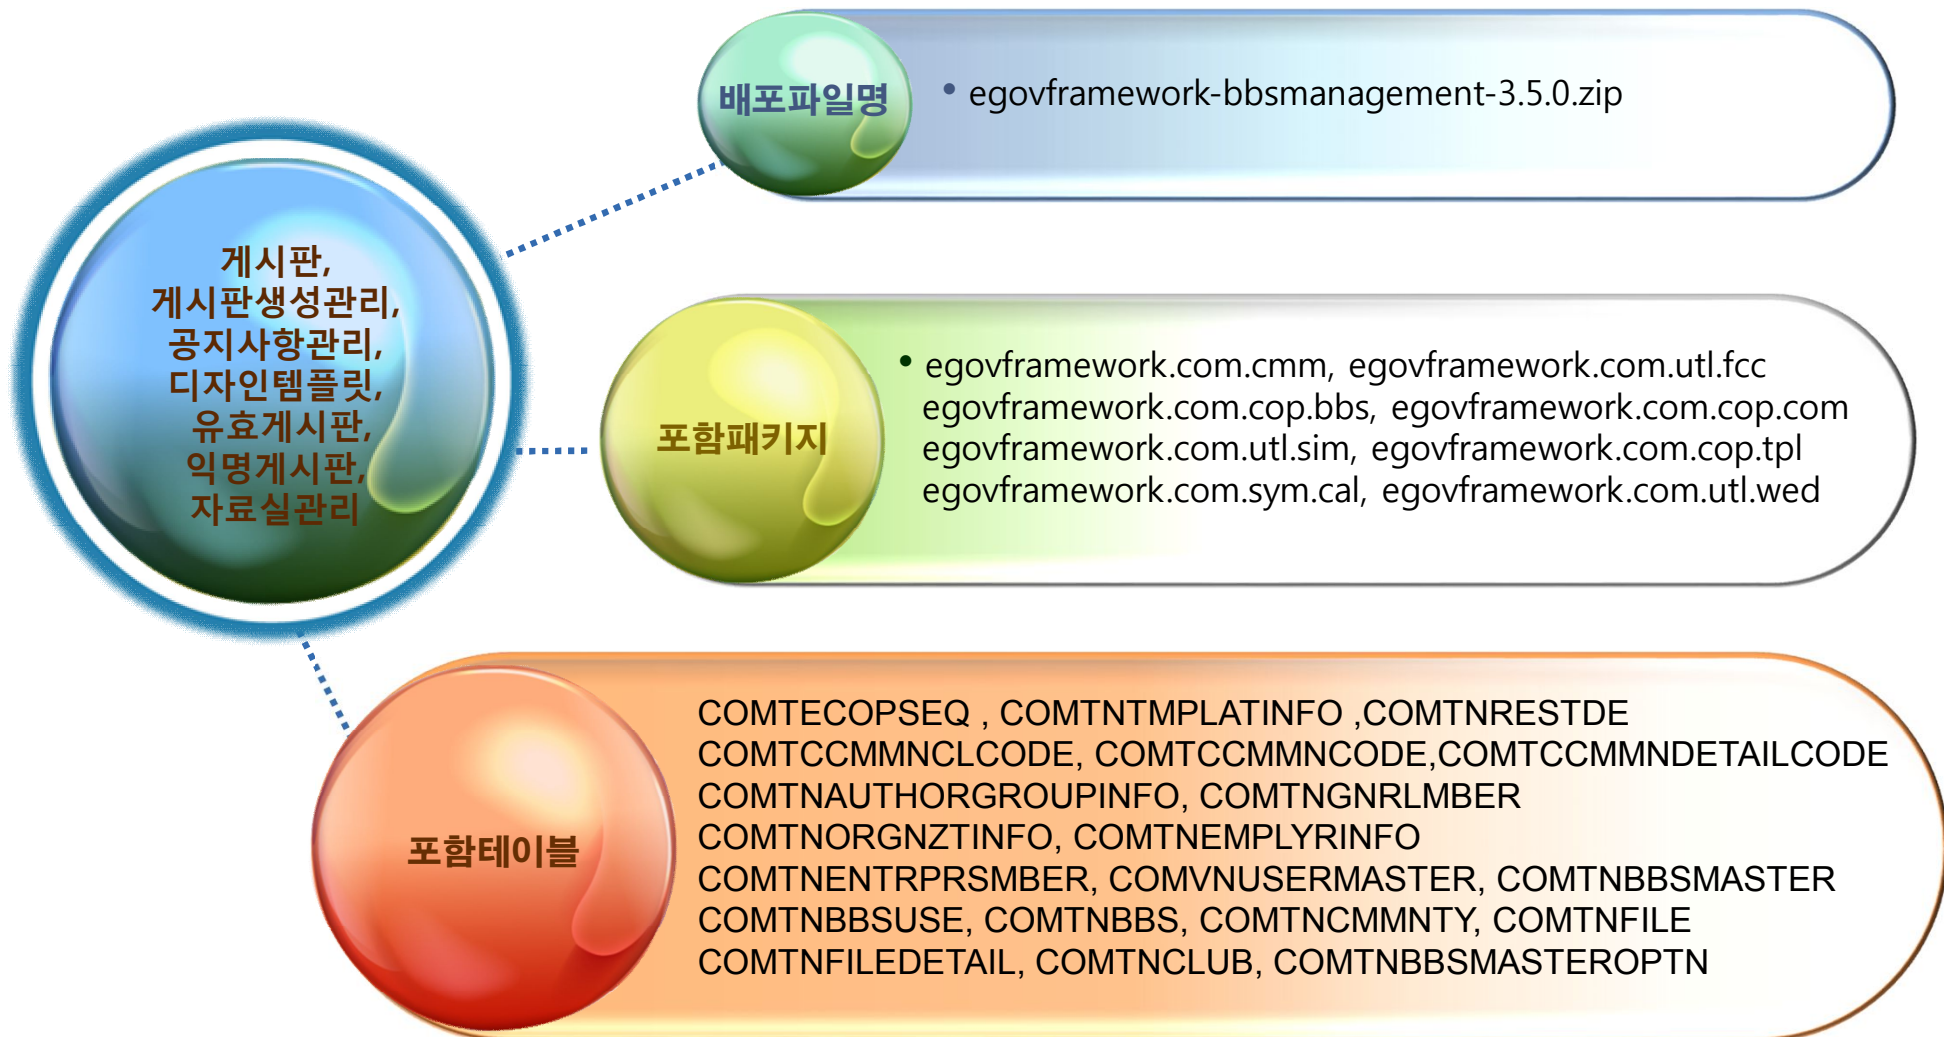 게시판,
게시판생성관리,
공지사항관리,
디자인템플릿,
유효게시판,
익명게시판,
자료실관리
배포파일명
• egovframework-bbsmanagement-3.5.0.zip
포함패키지
• egovframework.com.cmm, egovframework.com.utl.fcc
egovframework.com.cop.bbs, egovframework.com.cop.com
egovframework.com.utl.sim, egovframework.com.cop.tpl
egovframework.com.sym.cal, egovframework.com.utl.wed
포함테이블
COMTECOPSEQ , COMTNTMPLATINFO ,COMTNRESTDE
COMTCCMMNCLCODE, COMTCCMMNCODE,COMTCCMMNDETAILCODE
COMTNAUTHORGROUPINFO, COMTNGNRLMBER
COMTNORGNZTINFO, COMTNEMPLYRINFO
COMTNENTRPRSMBER, COMVNUSERMASTER, COMTNBBSMASTER
COMTNBBSUSE, COMTNBBS, COMTNCMMNTY, COMTNFILE
COMTNFILEDETAIL, COMTNCLUB, COMTNBBSMASTEROPTN